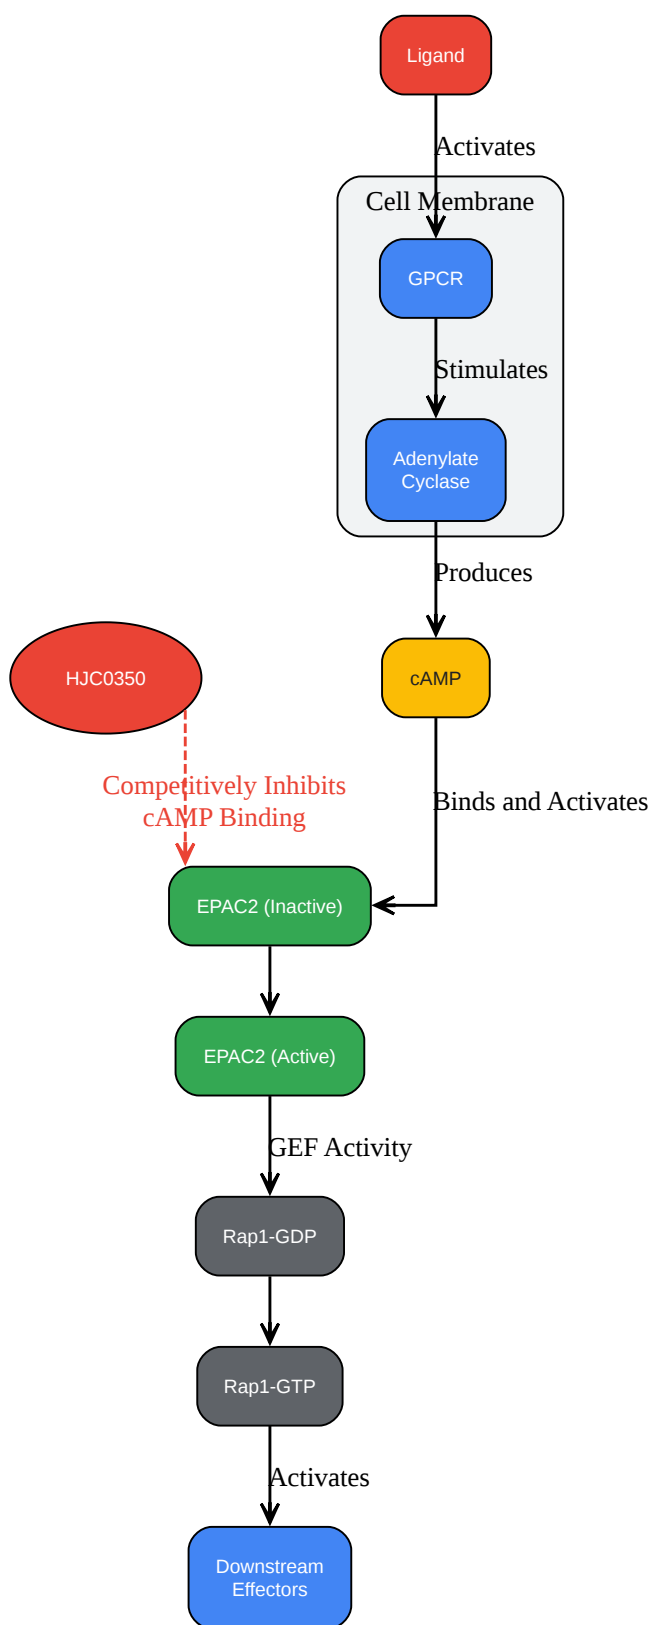 Ligand
Activates
Cell Membrane
GPCR
Stimulates
Adenylate
Cyclase
Produces
HJC0350
cAMP
Competitively Inhibits
cAMP Binding
Binds and Activates
EPAC2 (Inactive)
EPAC2 (Active)
GEF Activity
Rap1-GDP
Rap1-GTP
Activates
Downstream
Effectors